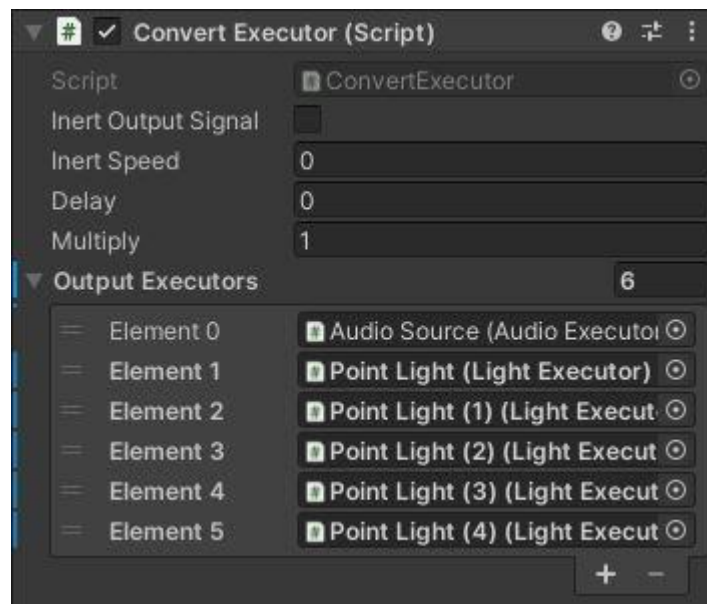 Convert Executor (Script)
Script ConvertExecutor
Inert Output Signal
Inert Speed 0
Delay 0
Multiply 1
Output Executors 6
Element 0 Audio Source (Audio Executor
Element 1 Point Light (Light Executor)
Element 2 Point Light (1) (Light Execut
Element 3 Point Light (2) (Light Execut
Element 4 Point Light (3) (Light Execut
Element 5 Point Light (4) (Light Execut